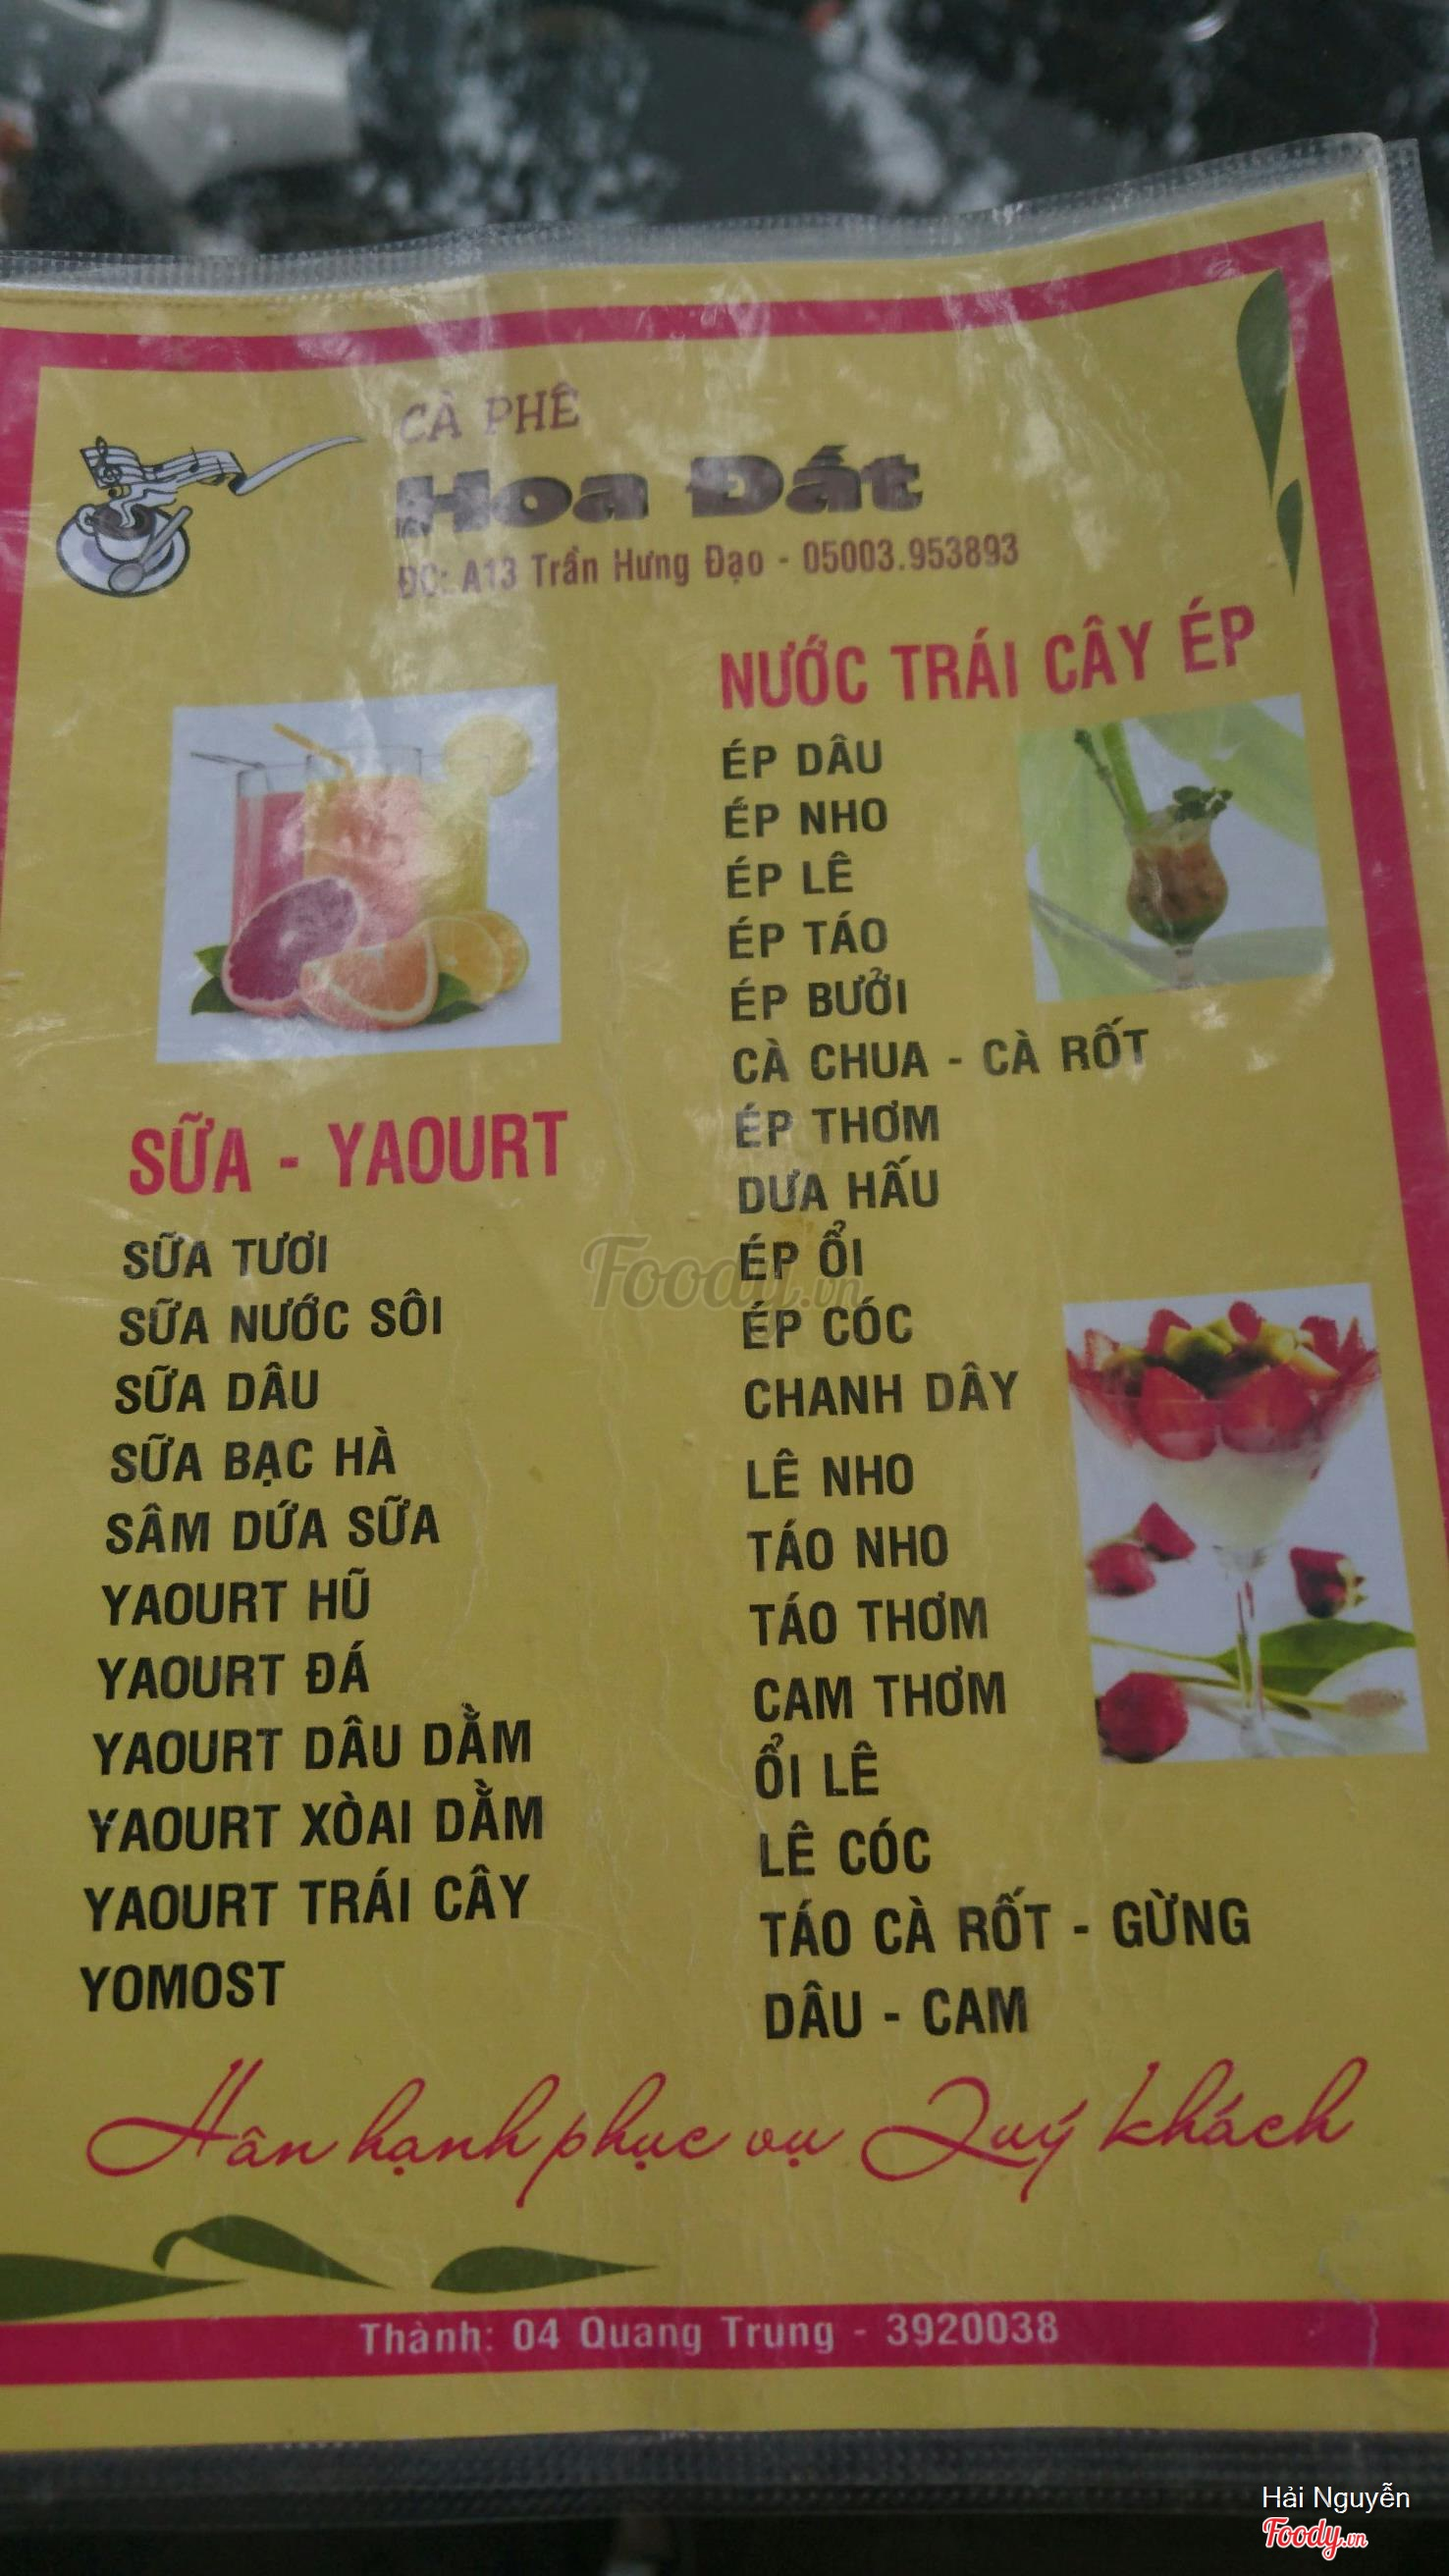 CÀ PHÊ
Hoa Đất
ĐC: A13 Trần Hưng Đạo - 05003.953893
SỮA - YAOURT
SỮA TƯƠI
SỮA NƯỚC SÔI
SỮA DÂU
SỮA BẠC HÀ
SÂM DỨA SỮA
YAOURT HŨ
YAOURT ĐÁ
YAOURT DÂU DẰM
YAOURT XÒAI DẰM
YAOURT TRÁI CÂY
YOMOST
NƯỚC TRÁI CÂY ÉP
ÉP DÂU
ÉP NHO
ÉP LÊ
ÉP TÁO
ÉP BƯỞI
CÀ CHUA - CÀ RỐT
ÉP THƠM
DƯA HẤU
ÉP ỔI
ÉP CÓC
CHANH DÂY
LÊ NHO
TÁO NHO
TÁO THƠM
CAM THƠM
ỔI LÊ
LÊ CÓC
TÁO CÀ RỐT - GỪNG
DÂU - CAM
Foody.vn
Hân hạnh phục vụ Quý khách
Thành: 04 Quang Trung - 3920038
Hải Nguyễn
Foody.vn